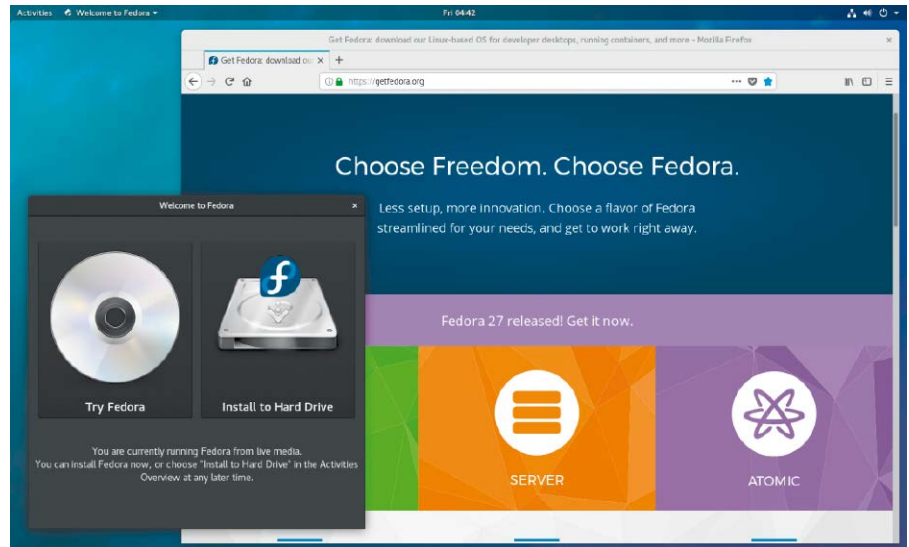 Activities Welcome to Fedora
Fri 04:42
Get Fedora: download our Linux-based OS for developer desktops, running containers, and more - Mozilla Firefox
Get Fedora: download ou
https://getfedora.org
Choose Freedom. Choose Fedora.
Less setup, more innovation. Choose a flavor of Fedora
streamlined for your needs, and get to work right away.
Fedora 27 released! Get it now.
SERVER
ATOMIC
Welcome to Fedora
Try Fedora
Install to Hard Drive
You are currently running Fedora from live media.
You can install Fedora now, or choose "Install to Hard Drive" in the Activities
Overview at any later time.